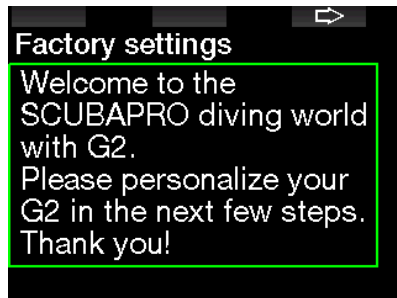 Factory settings
Welcome to the
SCUBAPRO diving world
with G2.
Please personalize your
G2 in the next few steps.
Thank you!